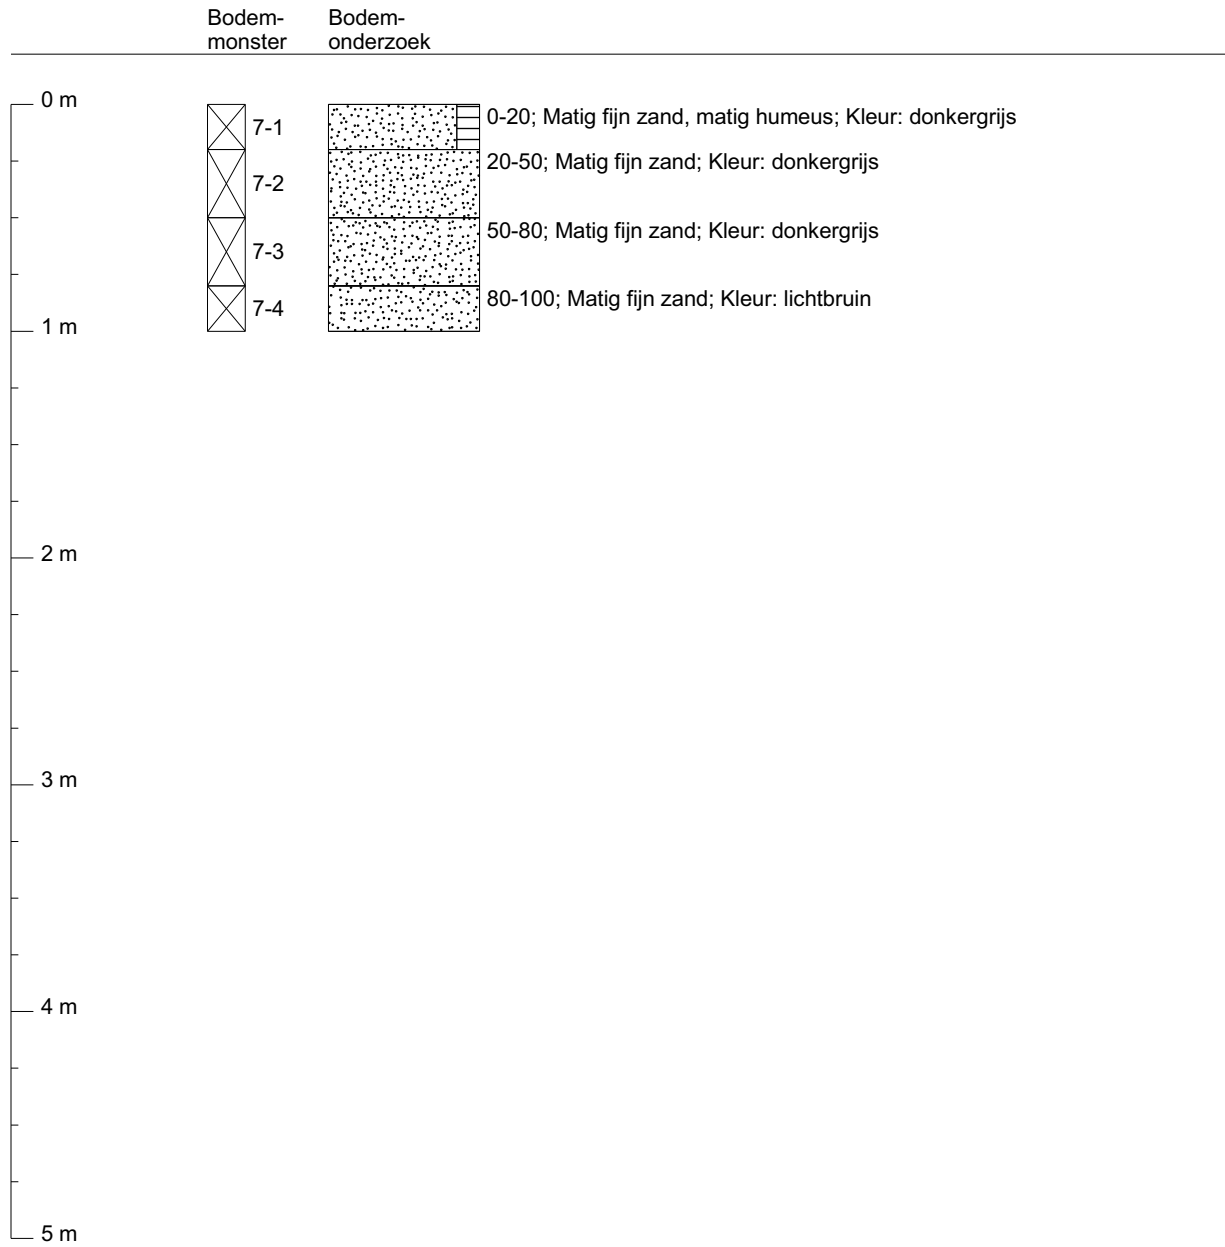 Bodem-
monster
Bodem-
onderzoek
0 m
7-1
0-20; Matig fijn zand, matig humeus; Kleur: donkergrijs
20-50; Matig fijn zand; Kleur: donkergrijs
7-2
50-80; Matig fijn zand; Kleur: donkergrijs
7-3
80-100; Matig fijn zand; Kleur: lichtbruin
7-4
1 m
2 m
3 m
4 m
5 m